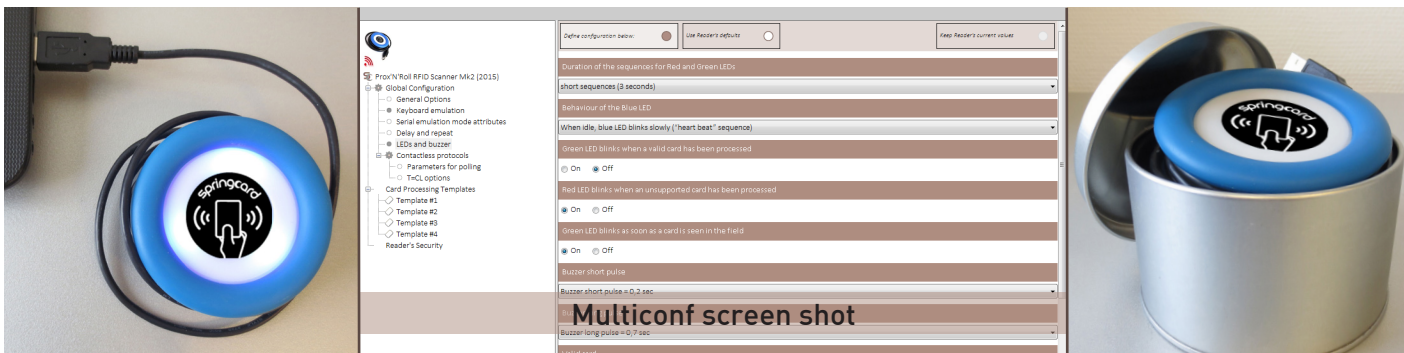 springcard
Prox'N'Roll RFID Scanner Mk2 (2015)
Global Configuration
General Options
Keyboard emulation
Serial emulation mode attributes
Delay and repeat
LEDs and buzzer
Contactless protocols
Parameters for polling
T=CL options
Card Processing Templates
Template #1
Template #2
Template #3
Template #4
Reader's Security
Define configuration below:
Use Reader's defaults
Keep Reader's current values
Duration of the sequences for Red and Green LEDs
short sequences (3 seconds)
Behaviour of the Blue LED
When idle, blue LED blinks slowly ("heart beat" sequence)
Green LED blinks when a valid card has been processed
On Off
Red LED blinks when an unsupported card has been processed
On Off
Green LED blinks as soon as a card is seen in the field
On Off
Buzzer short pulse
Buzzer short pulse = 0,2 sec
Multiconf screen shot
Buzzer long pulse = 0,7 sec
springcard